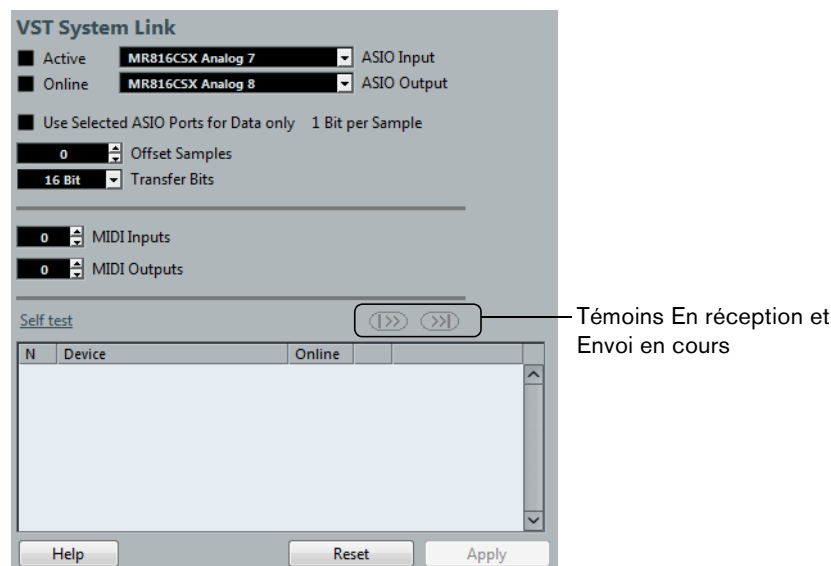 VST System Link
Active MR816CSX Analog 7 ASIO Input
Online MR816CSX Analog 8 ASIO Output
Use Selected ASIO Ports for Data only 1 Bit per Sample
0 Offset Samples
16 Bit Transfer Bits
0 MIDI Inputs
0 MIDI Outputs
Self test
Témoins En réception et
Envoi en cours
N Device Online
Help Reset Apply